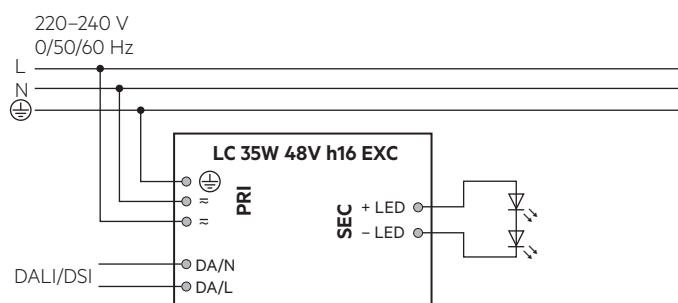 220–240 V
0/50/60 Hz
L
N
LC 35W 48V h16 EXC
PRI
≂
≂
SEC
+ LED
– LED
DALI/DSI
DA/N
DA/L